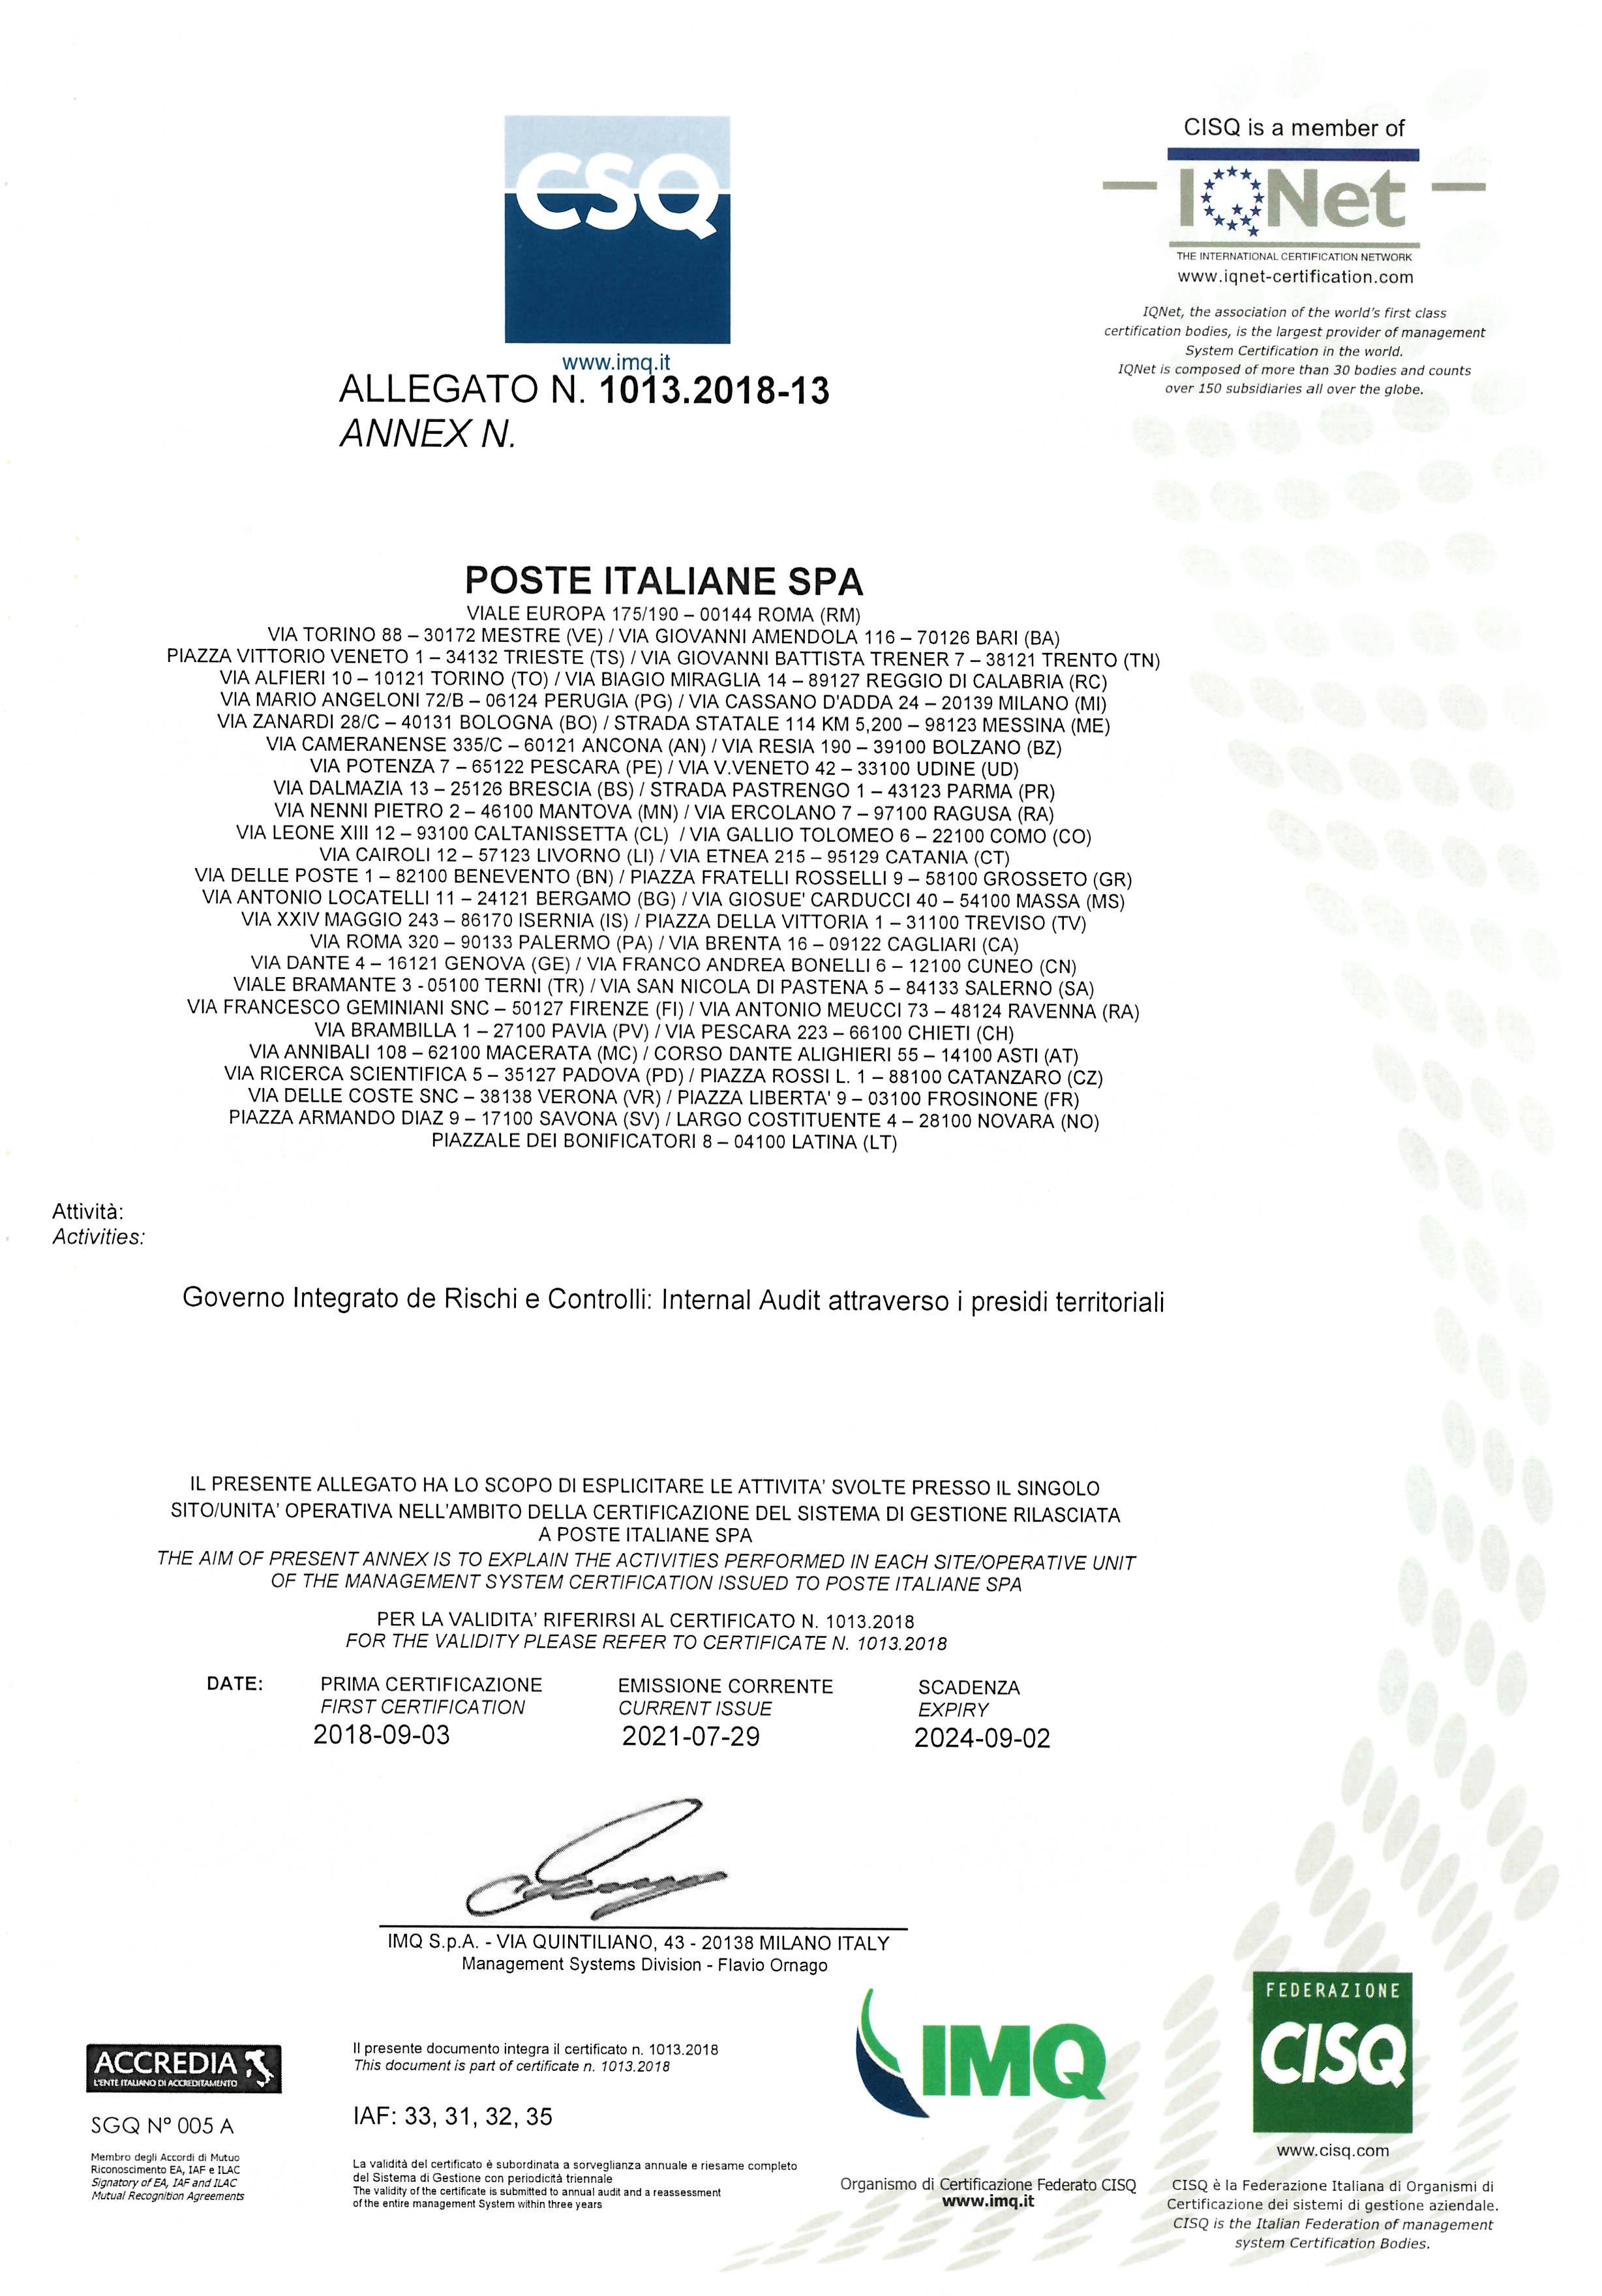 CSQ
www.imq.it
ALLEGATO N. 1013.2018-13
ANNEX N.
CISQ is a member of
IQNet
THE INTERNATIONAL CERTIFICATION NETWORK
www.iqnet-certification.com
IQNet, the association of the world's first class
certification bodies, is the largest provider of management
System Certification in the world.
IQNet is composed of more than 30 bodies and counts
over 150 subsidiaries all over the globe.
POSTE ITALIANE SPA
VIALE EUROPA 175/190 – 00144 ROMA (RM)
VIA TORINO 88 – 30172 MESTRE (VE) / VIA GIOVANNI AMENDOLA 116 – 70126 BARI (BA)
PIAZZA VITTORIO VENETO 1 – 34132 TRIESTE (TS) / VIA GIOVANNI BATTISTA TRENER 7 – 38121 TRENTO (TN)
VIA ALFIERI 10 – 10121 TORINO (TO) / VIA BIAGIO MIRAGLIA 14 – 89127 REGGIO DI CALABRIA (RC)
VIA MARIO ANGELONI 72/B – 06124 PERUGIA (PG) / VIA CASSANO D'ADDA 24 – 20139 MILANO (MI)
VIA ZANARDI 28/C – 40131 BOLOGNA (BO) / STRADA STATALE 114 KM 5,200 – 98123 MESSINA (ME)
VIA CAMERANENSE 335/C – 60121 ANCONA (AN) / VIA RESIA 190 – 39100 BOLZANO (BZ)
VIA POTENZA 7 – 65122 PESCARA (PE) / VIA V.VENETO 42 – 33100 UDINE (UD)
VIA DALMAZIA 13 – 25126 BRESCIA (BS) / STRADA PASTRENGO 1 – 43123 PARMA (PR)
VIA NENNI PIETRO 2 – 46100 MANTOVA (MN) / VIA ERCOLANO 7 – 97100 RAGUSA (RA)
VIA LEONE XIII 12 – 93100 CALTANISSETTA (CL) / VIA GALLIO TOLOMEO 6 – 22100 COMO (CO)
VIA CAIROLI 12 – 57123 LIVORNO (LI) / VIA ETNEA 215 – 95129 CATANIA (CT)
VIA DELLE POSTE 1 – 82100 BENEVENTO (BN) / PIAZZA FRATELLI ROSSELLI 9 – 58100 GROSSETO (GR)
VIA ANTONIO LOCATELLI 11 – 24121 BERGAMO (BG) / VIA GIOSUE' CARDUCCI 40 – 54100 MASSA (MS)
VIA XXIV MAGGIO 243 – 86170 ISERNIA (IS) / PIAZZA DELLA VITTORIA 1 – 31100 TREVISO (TV)
VIA ROMA 320 – 90133 PALERMO (PA) / VIA BRENTA 16 – 09122 CAGLIARI (CA)
VIA DANTE 4 – 16121 GENOVA (GE) / VIA FRANCO ANDREA BONELLI 6 – 12100 CUNEO (CN)
VIALE BRAMANTE 3 - 05100 TERNI (TR) / VIA SAN NICOLA DI PASTENA 5 – 84133 SALERNO (SA)
VIA FRANCESCO GEMINIANI SNC – 50127 FIRENZE (FI) / VIA ANTONIO MEUCCI 73 – 48124 RAVENNA (RA)
VIA BRAMBILLA 1 – 27100 PAVIA (PV) / VIA PESCARA 223 – 66100 CHIETI (CH)
VIA ANNIBALI 108 – 62100 MACERATA (MC) / CORSO DANTE ALIGHIERI 55 – 14100 ASTI (AT)
VIA RICERCA SCIENTIFICA 5 – 35127 PADOVA (PD) / PIAZZA ROSSI L. 1 – 88100 CATANZARO (CZ)
VIA DELLE COSTE SNC – 38138 VERONA (VR) / PIAZZA LIBERTA' 9 – 03100 FROSINONE (FR)
PIAZZA ARMANDO DIAZ 9 – 17100 SAVONA (SV) / LARGO COSTITUENTE 4 – 28100 NOVARA (NO)
PIAZZALE DEI BONIFICATORI 8 – 04100 LATINA (LT)
Attività:
Activities:
Governo Integrato de Rischi e Controlli: Internal Audit attraverso i presidi territoriali
IL PRESENTE ALLEGATO HA LO SCOPO DI ESPLICITARE LE ATTIVITA' SVOLTE PRESSO IL SINGOLO
SITO/UNITA' OPERATIVA NELL'AMBITO DELLA CERTIFICAZIONE DEL SISTEMA DI GESTIONE RILASCIATA
A POSTE ITALIANE SPA
THE AIM OF PRESENT ANNEX IS TO EXPLAIN THE ACTIVITIES PERFORMED IN EACH SITE/OPERATIVE UNIT
OF THE MANAGEMENT SYSTEM CERTIFICATION ISSUED TO POSTE ITALIANE SPA
PER LA VALIDITA' RIFERIRSI AL CERTIFICATO N. 1013.2018
FOR THE VALIDITY PLEASE REFER TO CERTIFICATE N. 1013.2018
DATE: PRIMA CERTIFICAZIONE EMISSIONE CORRENTE SCADENZA
FIRST CERTIFICATION CURRENT ISSUE EXPIRY
2018-09-03 2021-07-29 2024-09-02
IMQ S.p.A. - VIA QUINTILIANO, 43 - 20138 MILANO ITALY
Management Systems Division - Flavio Ornago
ACCREDIA
L'ENTE ITALIANO DI ACCREDITAMENTO
SGQ N° 005 A
Membro degli Accordi di Mutuo
Riconoscimento EA, IAF e ILAC
Signatory of EA, IAF and ILAC
Mutual Recognition Agreements
Il presente documento integra il certificato n. 1013.2018
This document is part of certificate n. 1013.2018
IAF: 33, 31, 32, 35
La validità del certificato è subordinata a sorveglianza annuale e riesame completo
del Sistema di Gestione con periodicità triennale
The validity of the certificate is submitted to annual audit and a reassessment
of the entire management System within three years
IMQ
Organismo di Certificazione Federato CISQ
www.imq.it
FEDERAZIONE
CISQ
www.cisq.com
CISQ è la Federazione Italiana di Organismi di
Certificazione dei sistemi di gestione aziendale.
CISQ is the Italian Federation of management
system Certification Bodies.